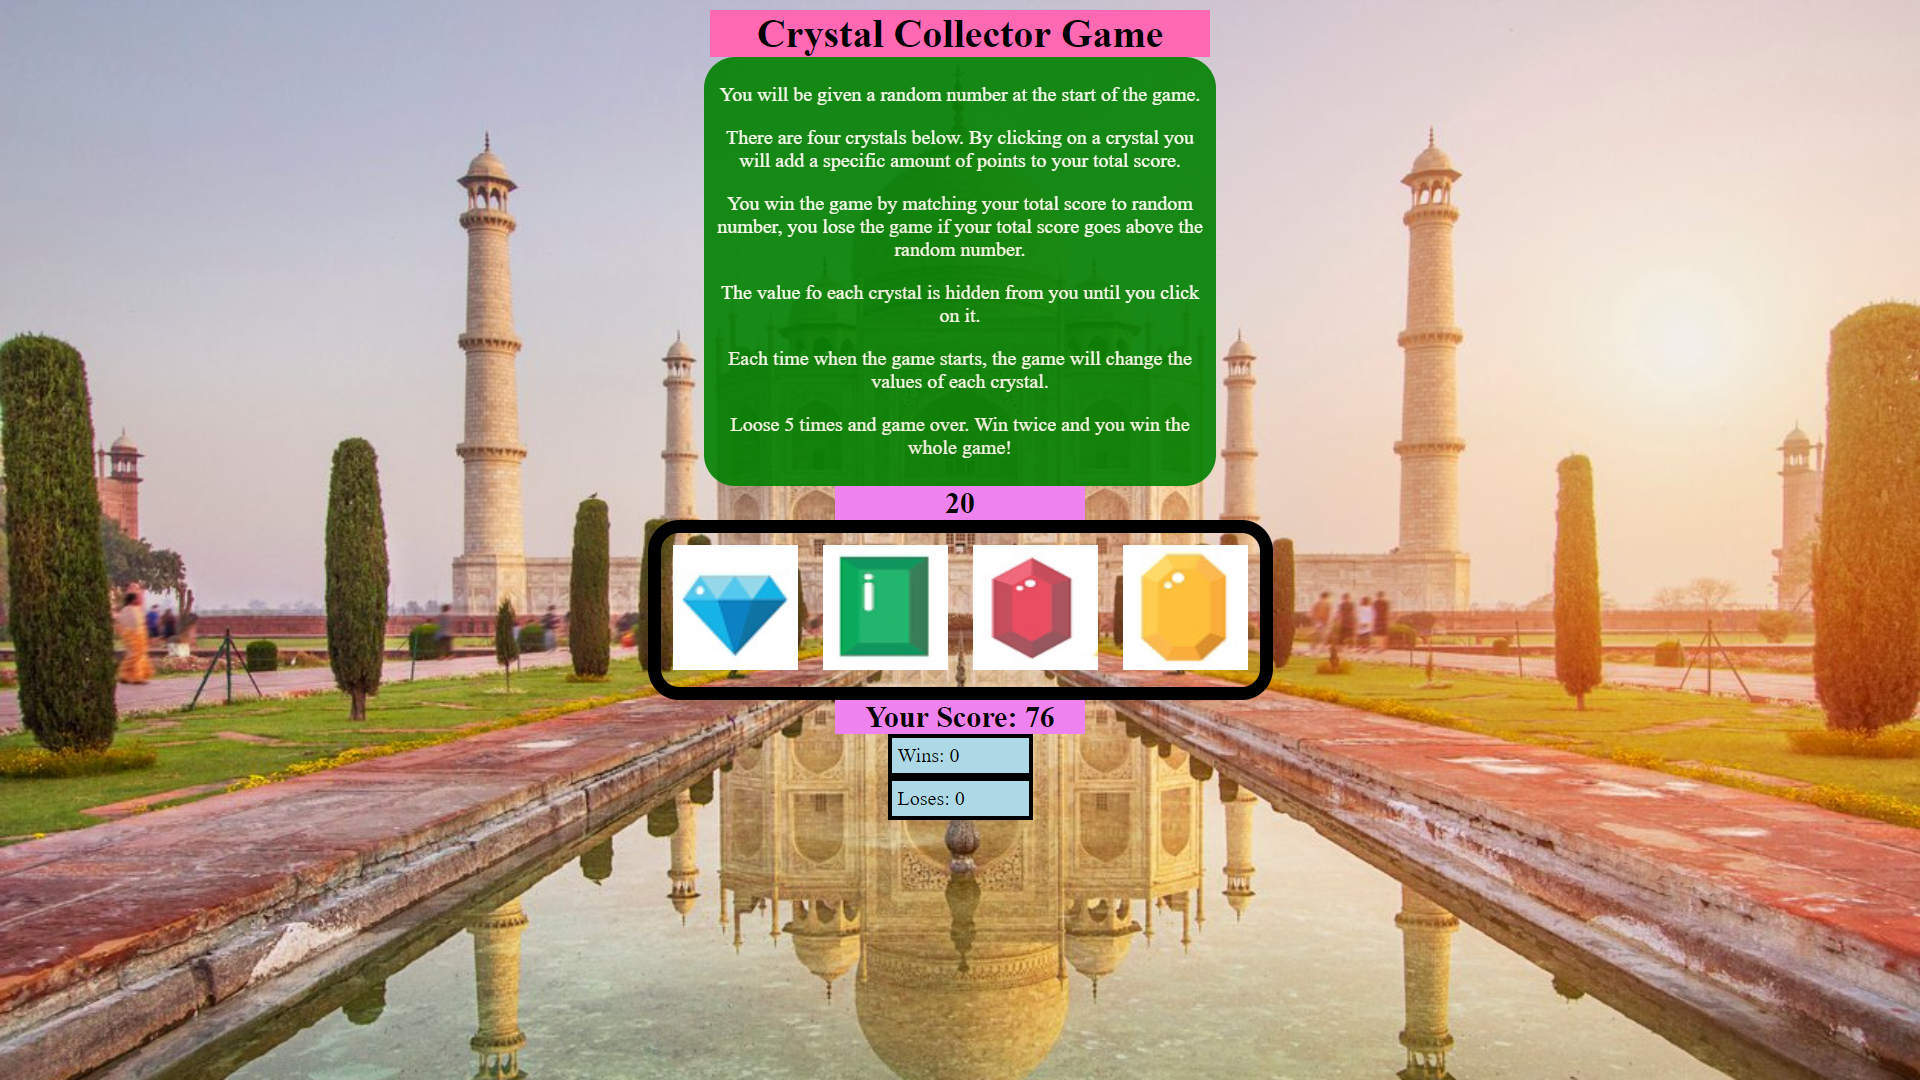 Crystal Collector Game
You will be given a random number at the start of the game.
There are four crystals below. By clicking on a crystal you
will add a specific amount of points to your total score.
You win the game by matching your total score to random
number, you lose the game if your total score goes above the
random number.
The value fo each crystal is hidden from you until you click
on it.
Each time when the game starts, the game will change the
values of each crystal.
Loose 5 times and game over. Win twice and you win the
whole game!
20
Your Score: 76
Wins: 0
Loses: 0